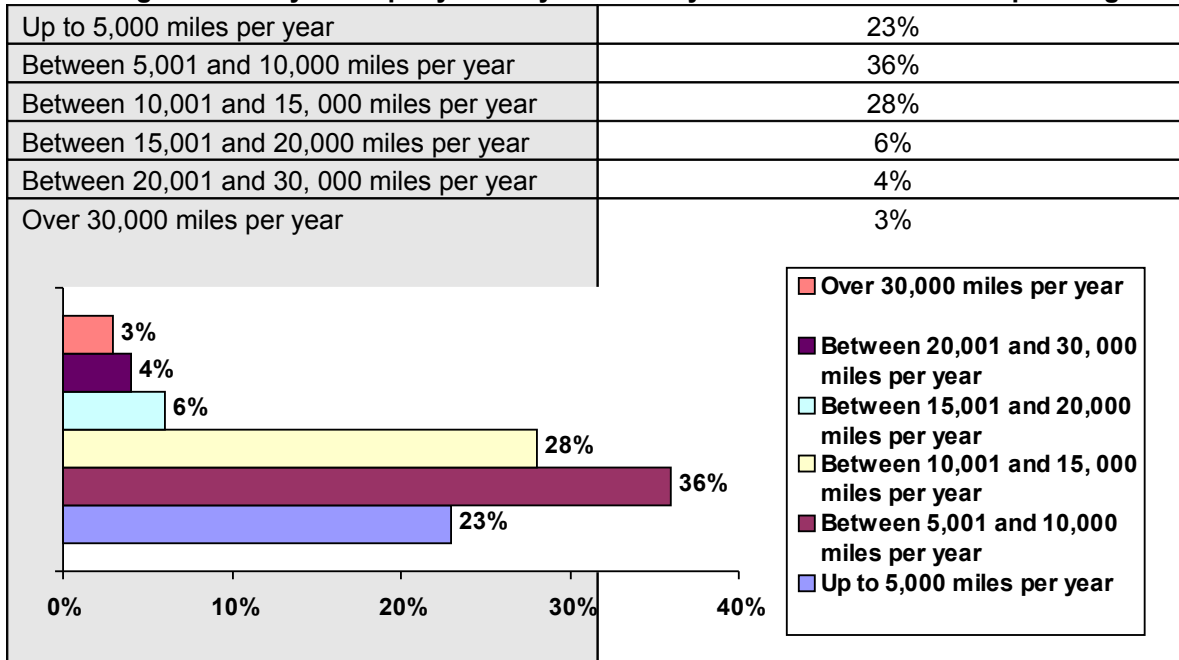 Up to 5,000 miles per year 23%
Between 5,001 and 10,000 miles per year 36%
Between 10,001 and 15, 000 miles per year 28%
Between 15,001 and 20,000 miles per year 6%
Between 20,001 and 30, 000 miles per year 4%
Over 30,000 miles per year 3%
3%
4%
6%
28%
36%
23%
0% 10% 20% 30% 40%
Over 30,000 miles per year
Between 20,001 and 30, 000
miles per year
Between 15,001 and 20,000
miles per year
Between 10,001 and 15, 000
miles per year
Between 5,001 and 10,000
miles per year
Up to 5,000 miles per year